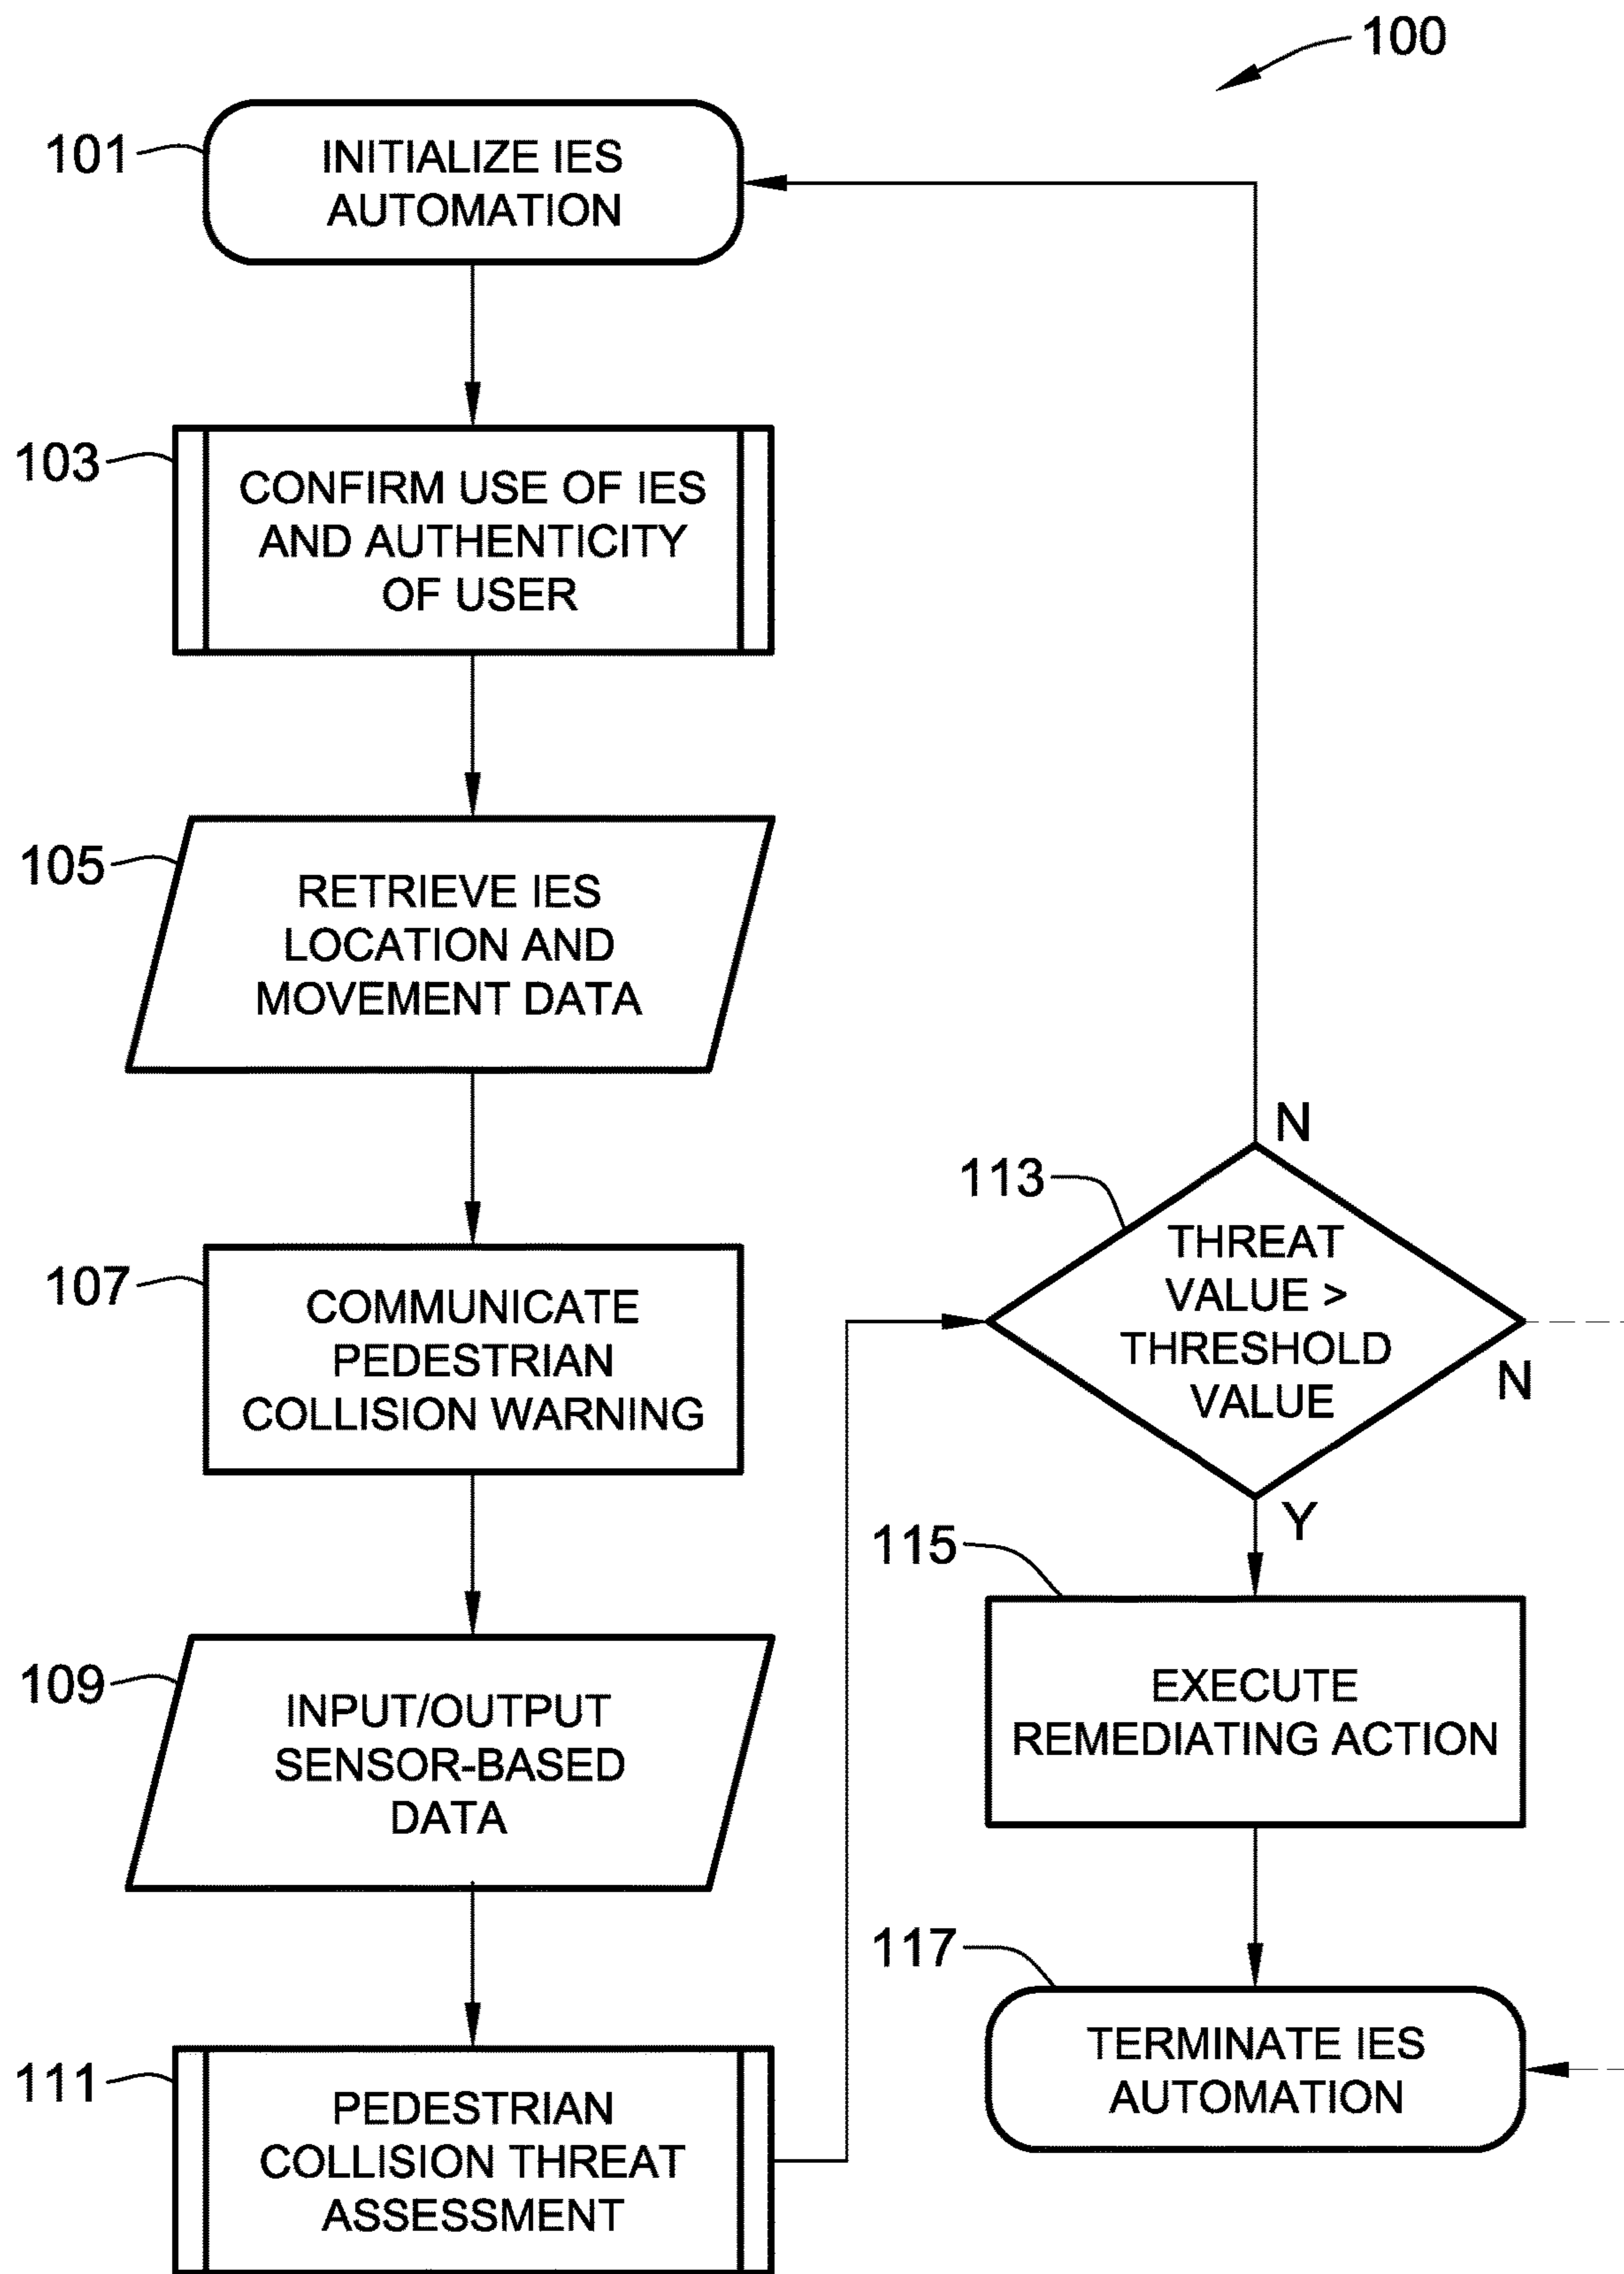 100
101
INITIALIZE IES
AUTOMATION
103
CONFIRM USE OF IES
AND AUTHENTICITY
OF USER
105
RETRIEVE IES
LOCATION AND
MOVEMENT DATA
107
COMMUNICATE
PEDESTRIAN
COLLISION WARNING
109
INPUT/OUTPUT
SENSOR-BASED
DATA
111
PEDESTRIAN
COLLISION THREAT
ASSESSMENT
N
113
THREAT
VALUE >
THRESHOLD
VALUE
N
Y
115
EXECUTE
REMEDIATING ACTION
117
TERMINATE IES
AUTOMATION